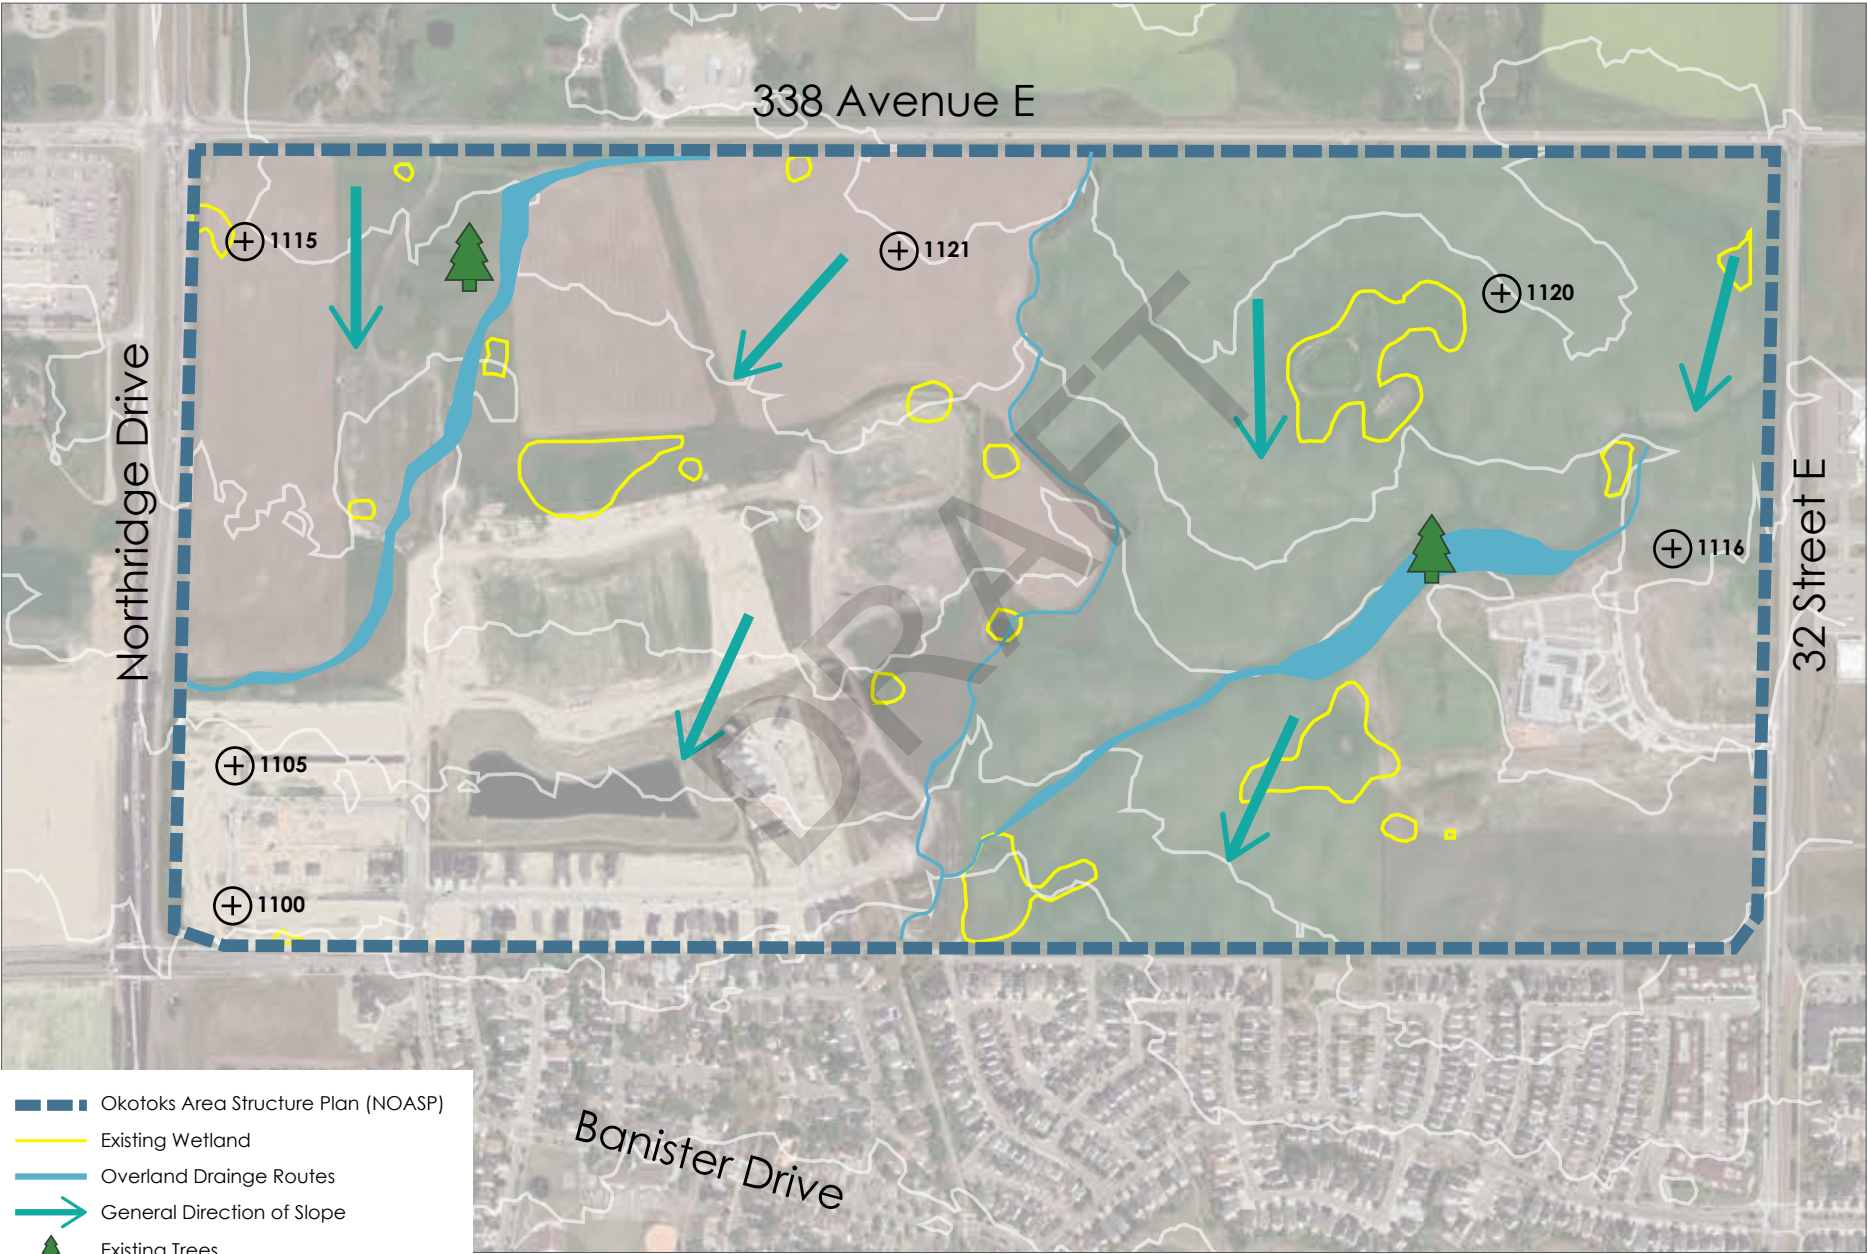 338 Avenue E
1115
1121
1120
Northridge Drive
32 Street E
1116
1105
1100
DRAFT
Okotoks Area Structure Plan (NOASP)
Existing Wetland
Overland Drainge Routes
General Direction of Slope
Existing Trees
Banister Drive